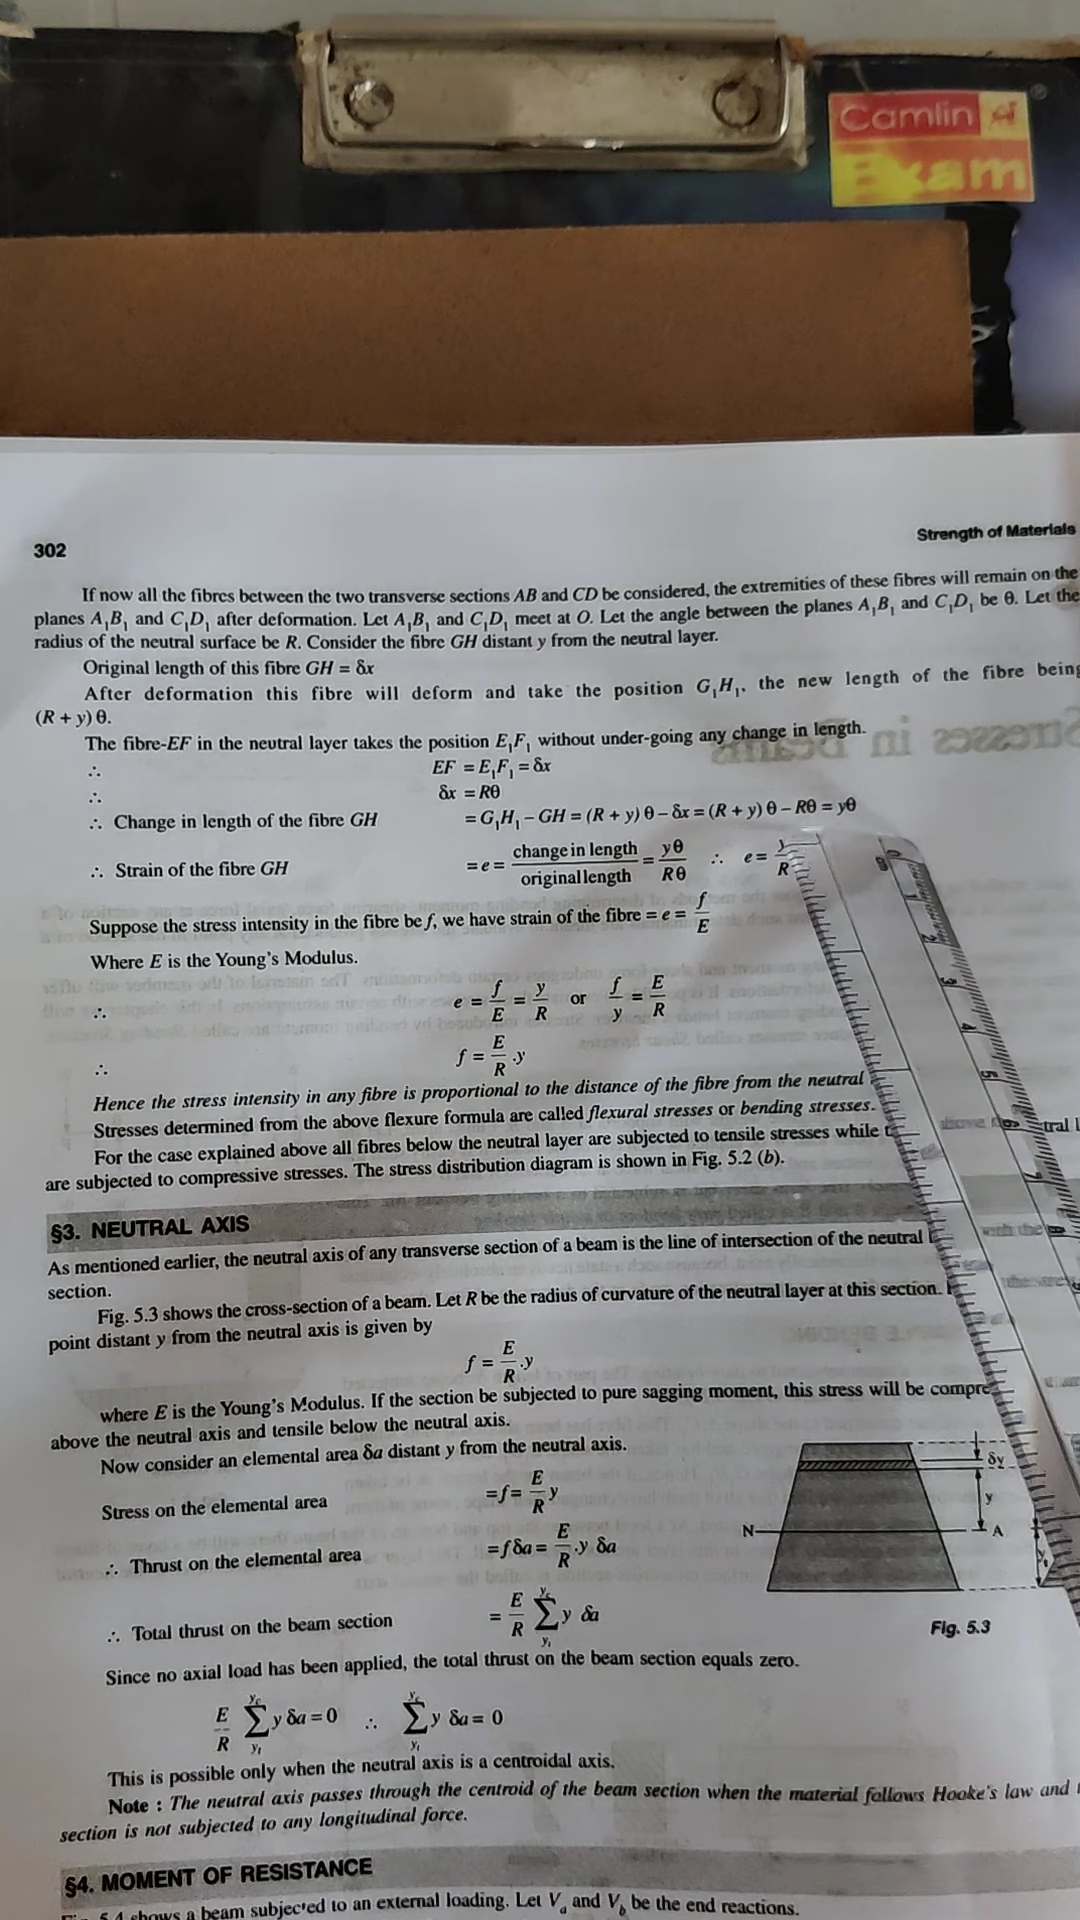 Camlin
Exam
302
Strength of Materials
If now all the fibres between the two transverse sections AB and CD be considered, the extremities of these fibres will remain on the
planes A₁B₁ and C₁D₁ after deformation. Let A₁B₁ and C₁D₁ meet at O. Let the angle between the planes A₁B₁ and C₁D₁ be θ. Let the
radius of the neutral surface be R. Consider the fibre GH distant y from the neutral layer.
Original length of this fibre GH = δx
After deformation this fibre will deform and take the position G₁H₁, the new length of the fibre being
(R + y) θ.
The fibre-EF in the neutral layer takes the position E₁F₁ without under-going any change in length.
∴ EF = E₁F₁ = δx
∴ δx = Rθ
∴ Change in length of the fibre GH = G₁H₁ – GH = (R + y) θ – δx = (R + y) θ – Rθ = yθ
∴ Strain of the fibre GH = e = change in length / original length = yθ / Rθ ∴ e = y / R
Suppose the stress intensity in the fibre be f, we have strain of the fibre = e = f / E
Where E is the Young's Modulus.
∴ e = f / E = y / R or f / y = E / R
∴ f = E / R .y
Hence the stress intensity in any fibre is proportional to the distance of the fibre from the neutral
Stresses determined from the above flexure formula are called flexural stresses or bending stresses.
For the case explained above all fibres below the neutral layer are subjected to tensile stresses while
are subjected to compressive stresses. The stress distribution diagram is shown in Fig. 5.2 (b).
§3. NEUTRAL AXIS
As mentioned earlier, the neutral axis of any transverse section of a beam is the line of intersection of the neutral
section.
Fig. 5.3 shows the cross-section of a beam. Let R be the radius of curvature of the neutral layer at this section.
point distant y from the neutral axis is given by
f = E / R .y
where E is the Young's Modulus. If the section be subjected to pure sagging moment, this stress will be compre
above the neutral axis and tensile below the neutral axis.
Now consider an elemental area δa distant y from the neutral axis.
Stress on the elemental area = f = E / R y
∴ Thrust on the elemental area = f δa = E / R .y δa
∴ Total thrust on the beam section = E / R Σ y δa
δy
y
N A
Fig. 5.3
Since no axial load has been applied, the total thrust on the beam section equals zero.
E / R Σ y δa = 0 ∴ Σ y δa = 0
This is possible only when the neutral axis is a centroidal axis.
Note : The neutral axis passes through the centroid of the beam section when the material follows Hooke's law and
section is not subjected to any longitudinal force.
§4. MOMENT OF RESISTANCE
5.4 shows a beam subjected to an external loading. Let Vₐ and V_b be the end reactions.